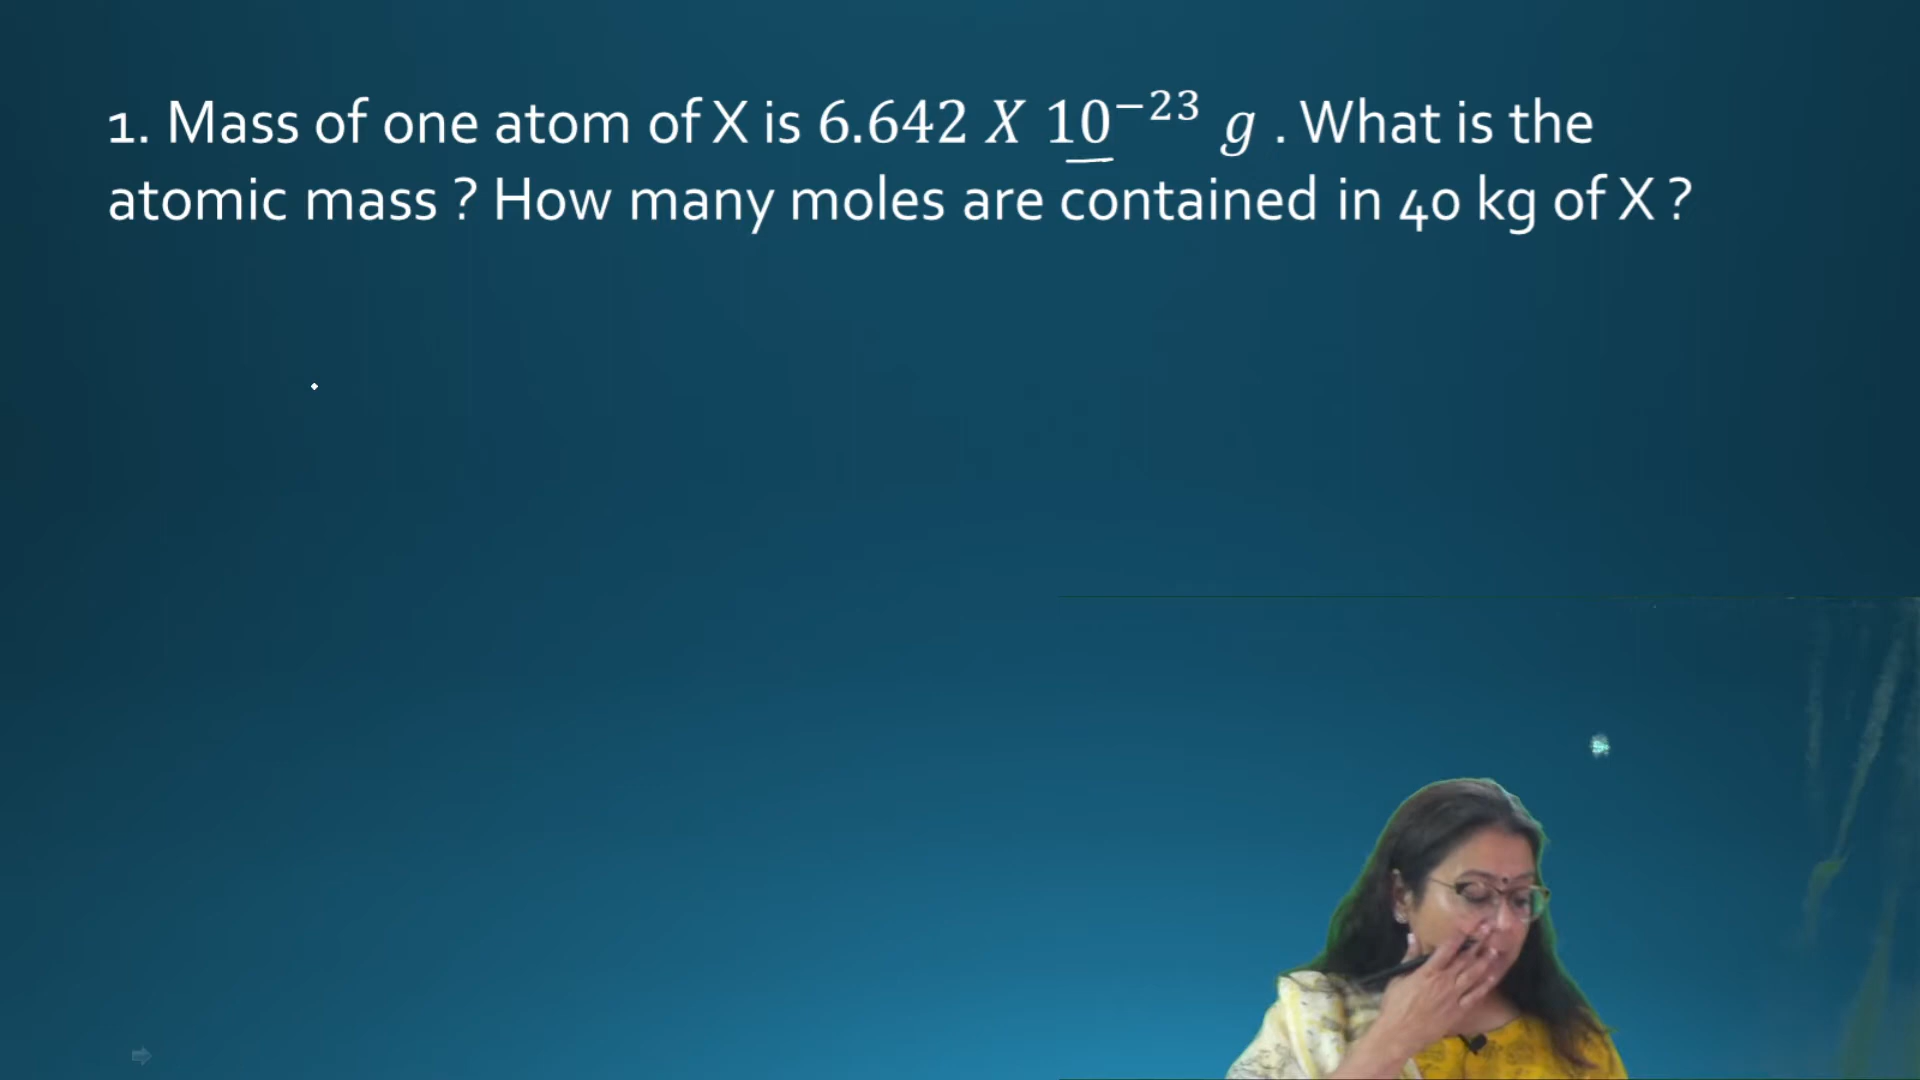 1. Mass of one atom of X is 6.642 X 10⁻²³ g . What is the
atomic mass ? How many moles are contained in 40 kg of X ?